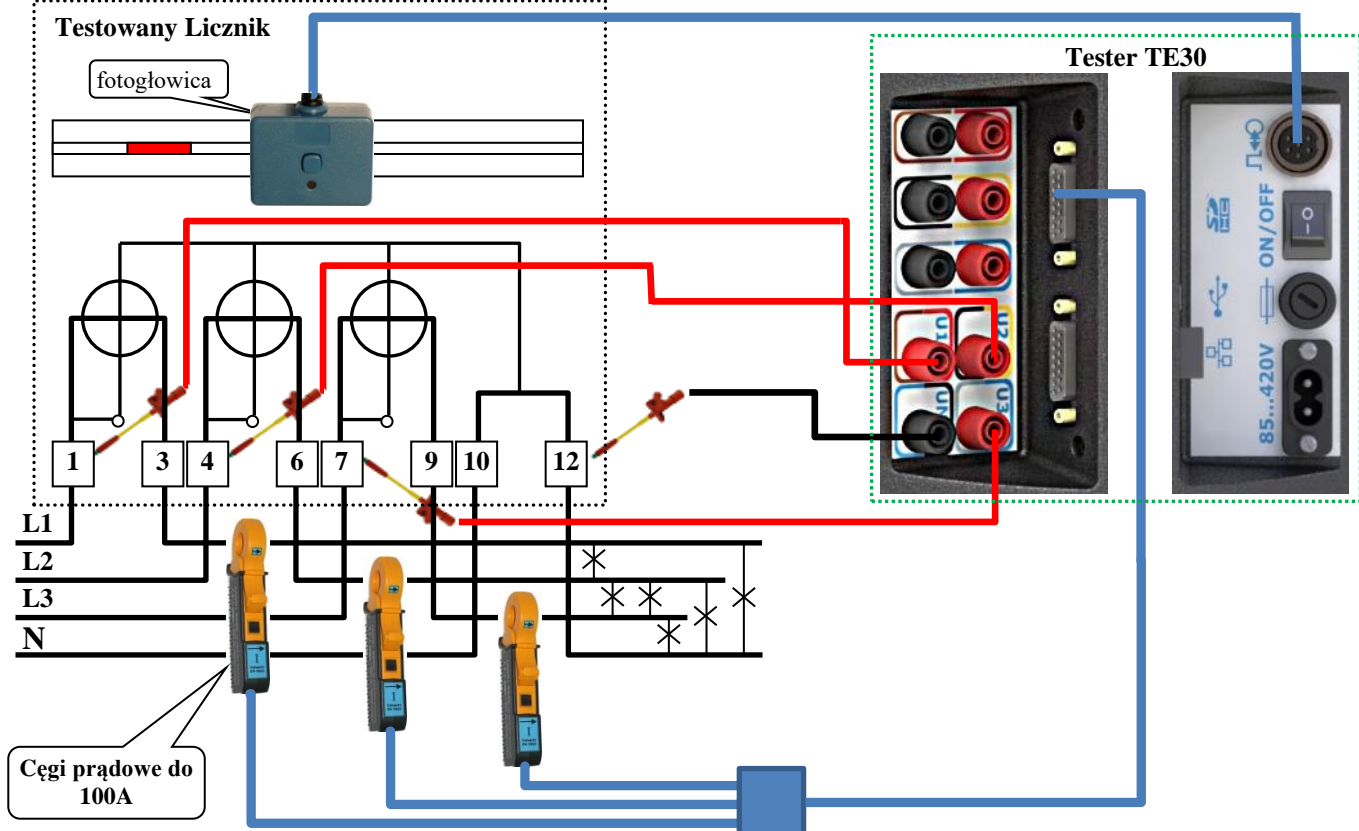 Testowany Licznik
fotogłowica
Tester TE30
U1
U2
UN
U3
ON/OFF
85...420V
1
3
4
6
7
9
10
12
L1
L2
L3
N
I
I
I
Cęgi prądowe do
100A